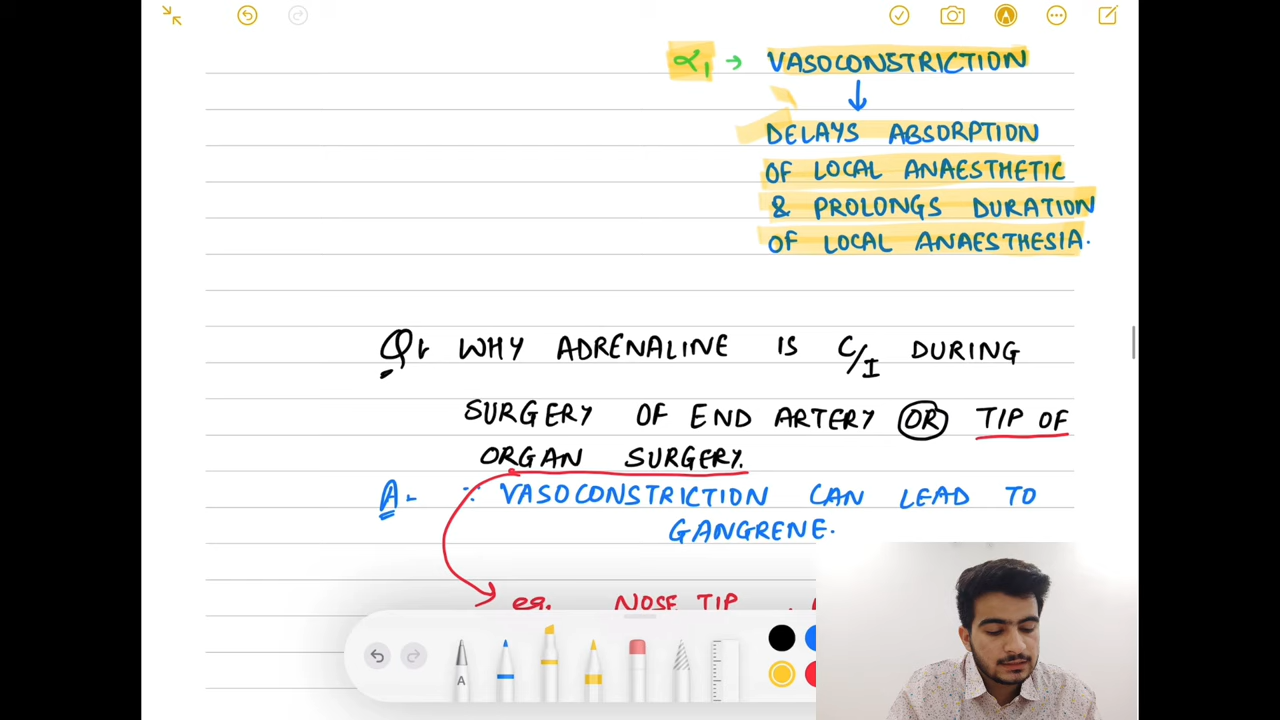 α1 → VASOCONSTRICTION
↓
DELAYS ABSORPTION
OF LOCAL ANAESTHETIC
& PROLONGS DURATION
OF LOCAL ANAESTHESIA.
Q. WHY ADRENALINE IS C/I DURING
SURGERY OF END ARTERY OR TIP OF
ORGAN SURGERY.
A. ∵ VASOCONSTRICTION CAN LEAD TO
GANGRENE.
eg. NOSE TIP,
A